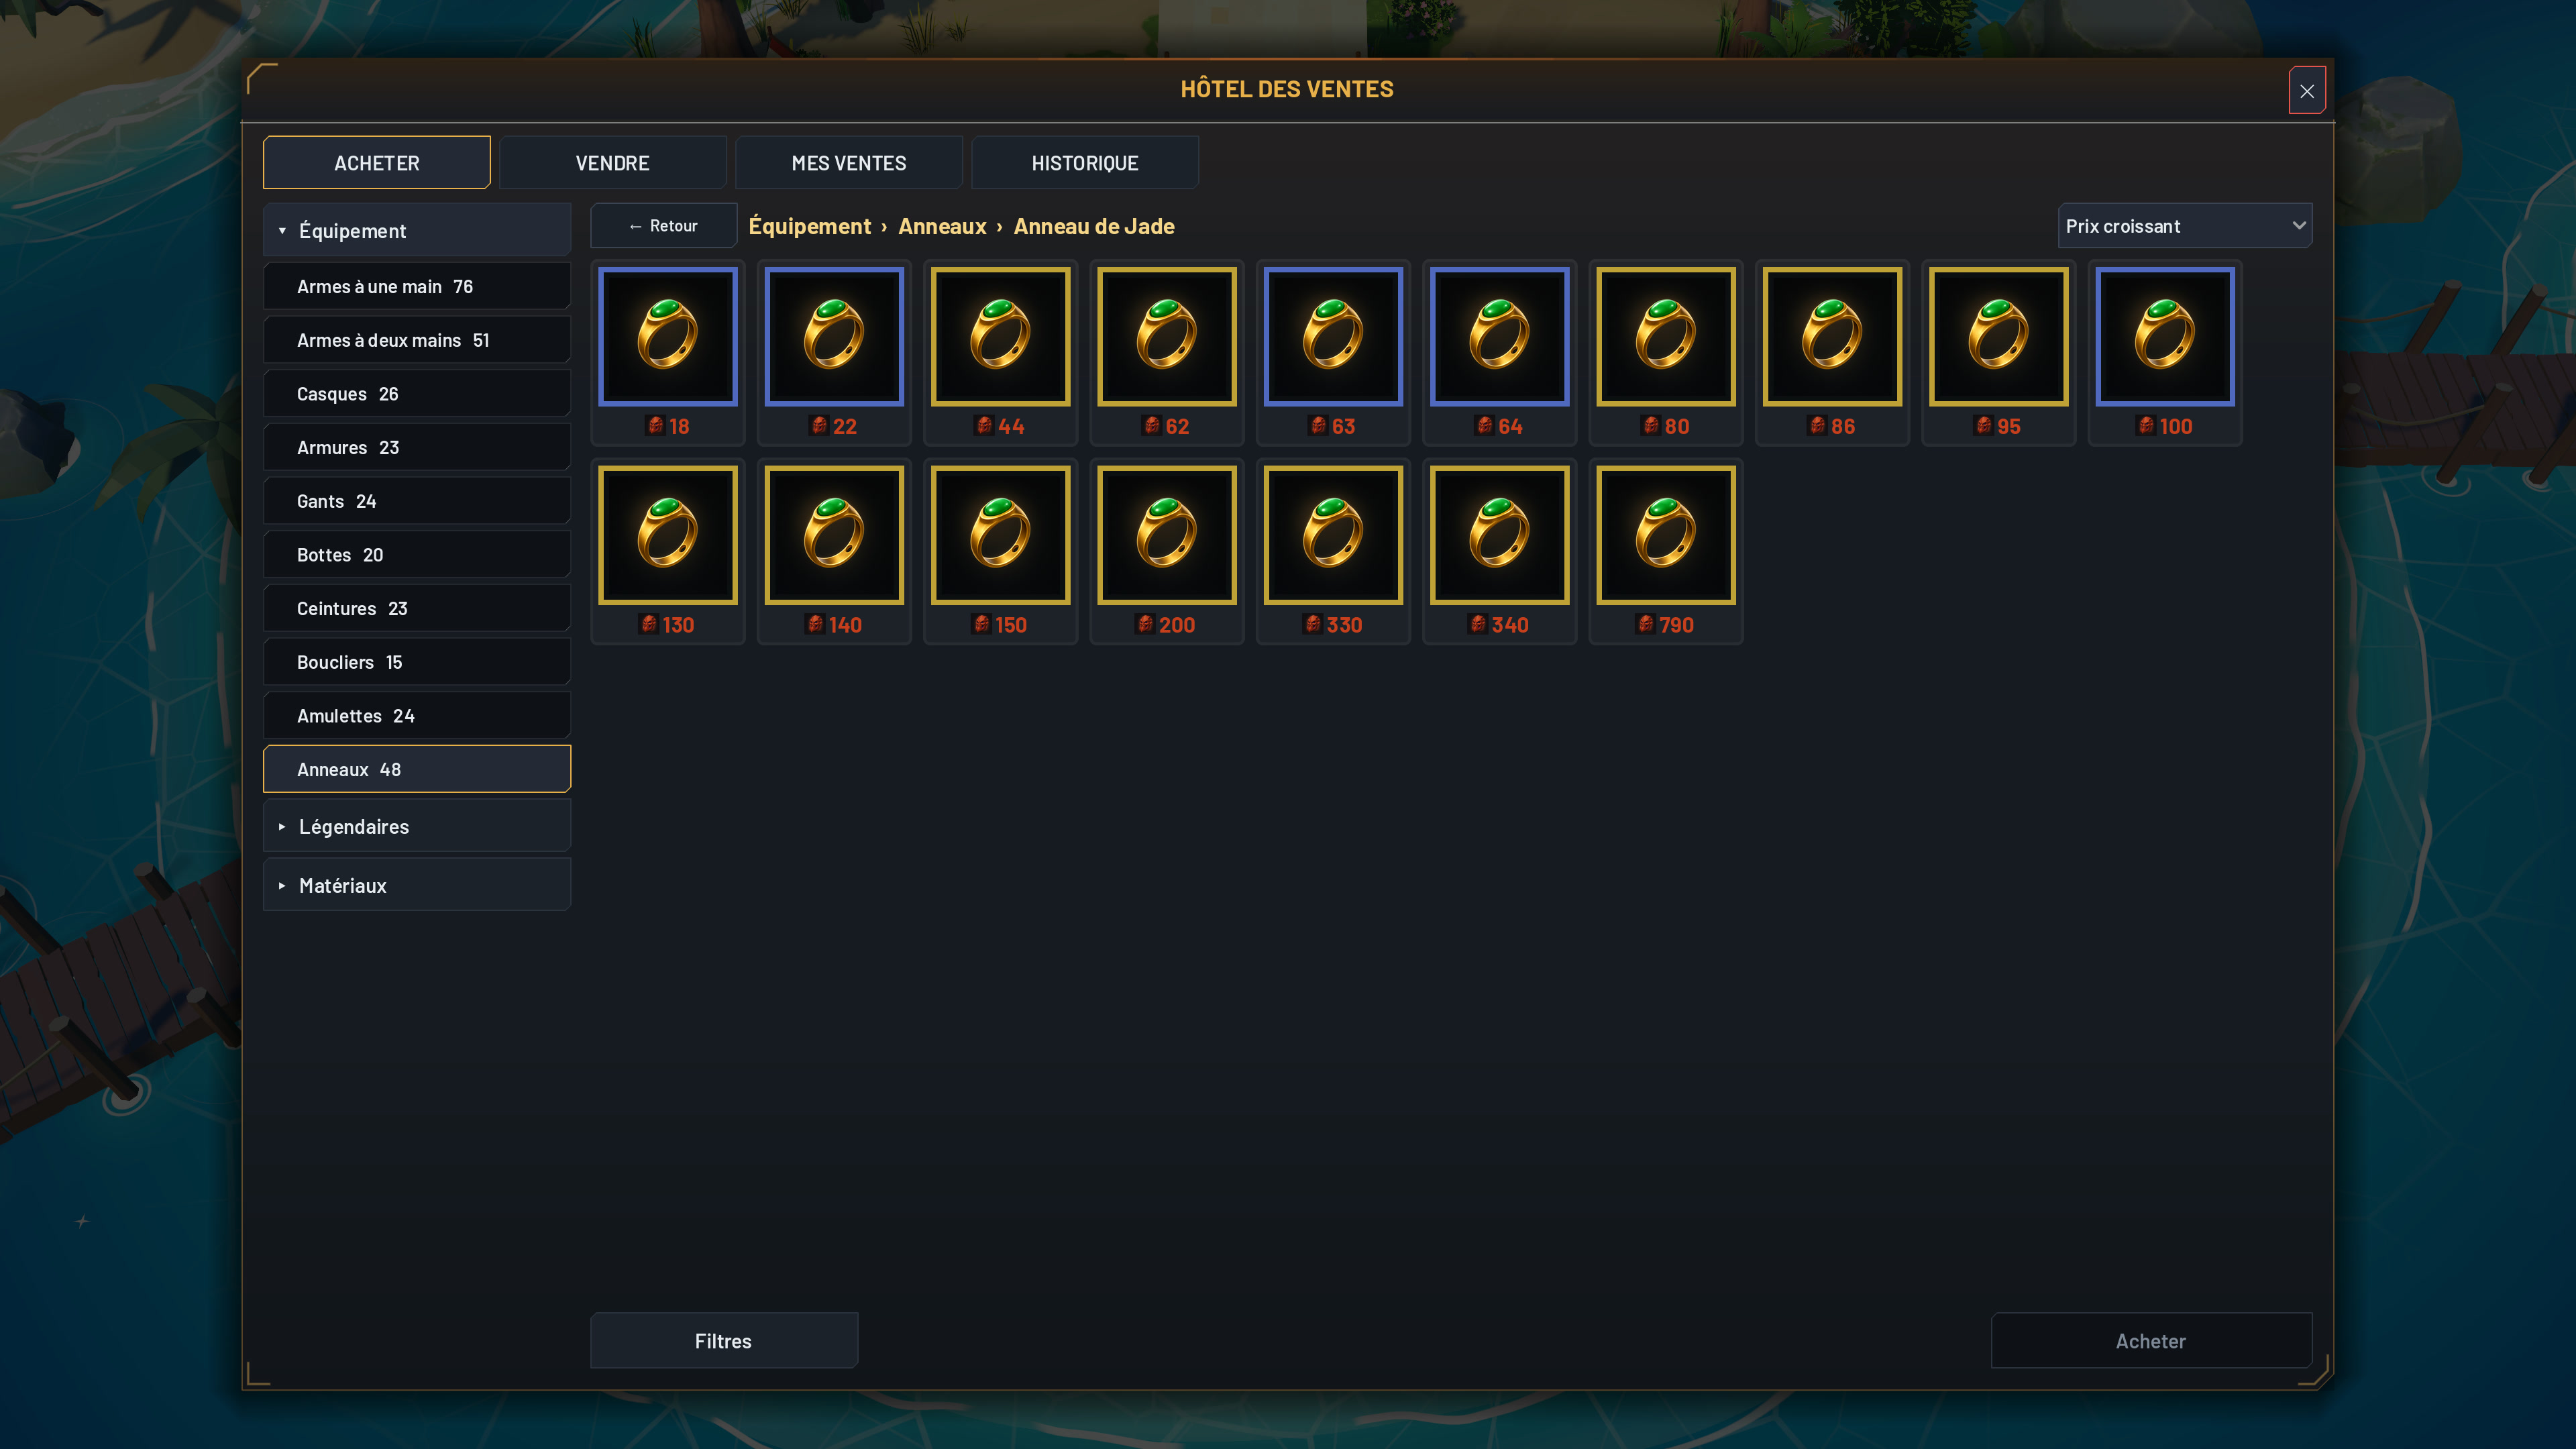 HÔTEL DES VENTES
ACHETER VENDRE MES VENTES HISTORIQUE
▾ Équipement
Armes à une main 76
Armes à deux mains 51
Casques 26
Armures 23
Gants 24
Bottes 20
Ceintures 23
Boucliers 15
Amulettes 24
Anneaux 48
▸ Légendaires
▸ Matériaux
← Retour Équipement › Anneaux › Anneau de Jade Prix croissant
18 22 44 62 63 64 80 86 95 100
130 140 150 200 330 340 790
Filtres Acheter